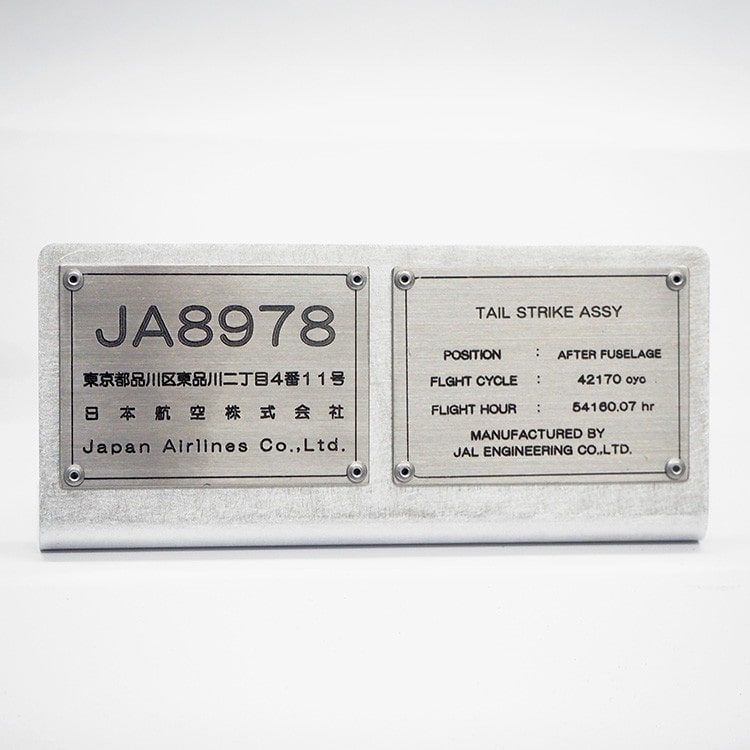 JA8978
東京都品川区東品川二丁目4番11号
日本航空株式会社
Japan Airlines Co.,Ltd.
TAIL STRIKE ASSY
POSITION : AFTER FUSELAGE
FLGHT CYCLE : 42170 cyc
FLIGHT HOUR : 54160.07 hr
MANUFACTURED BY
JAL ENGINEERING CO.,LTD.